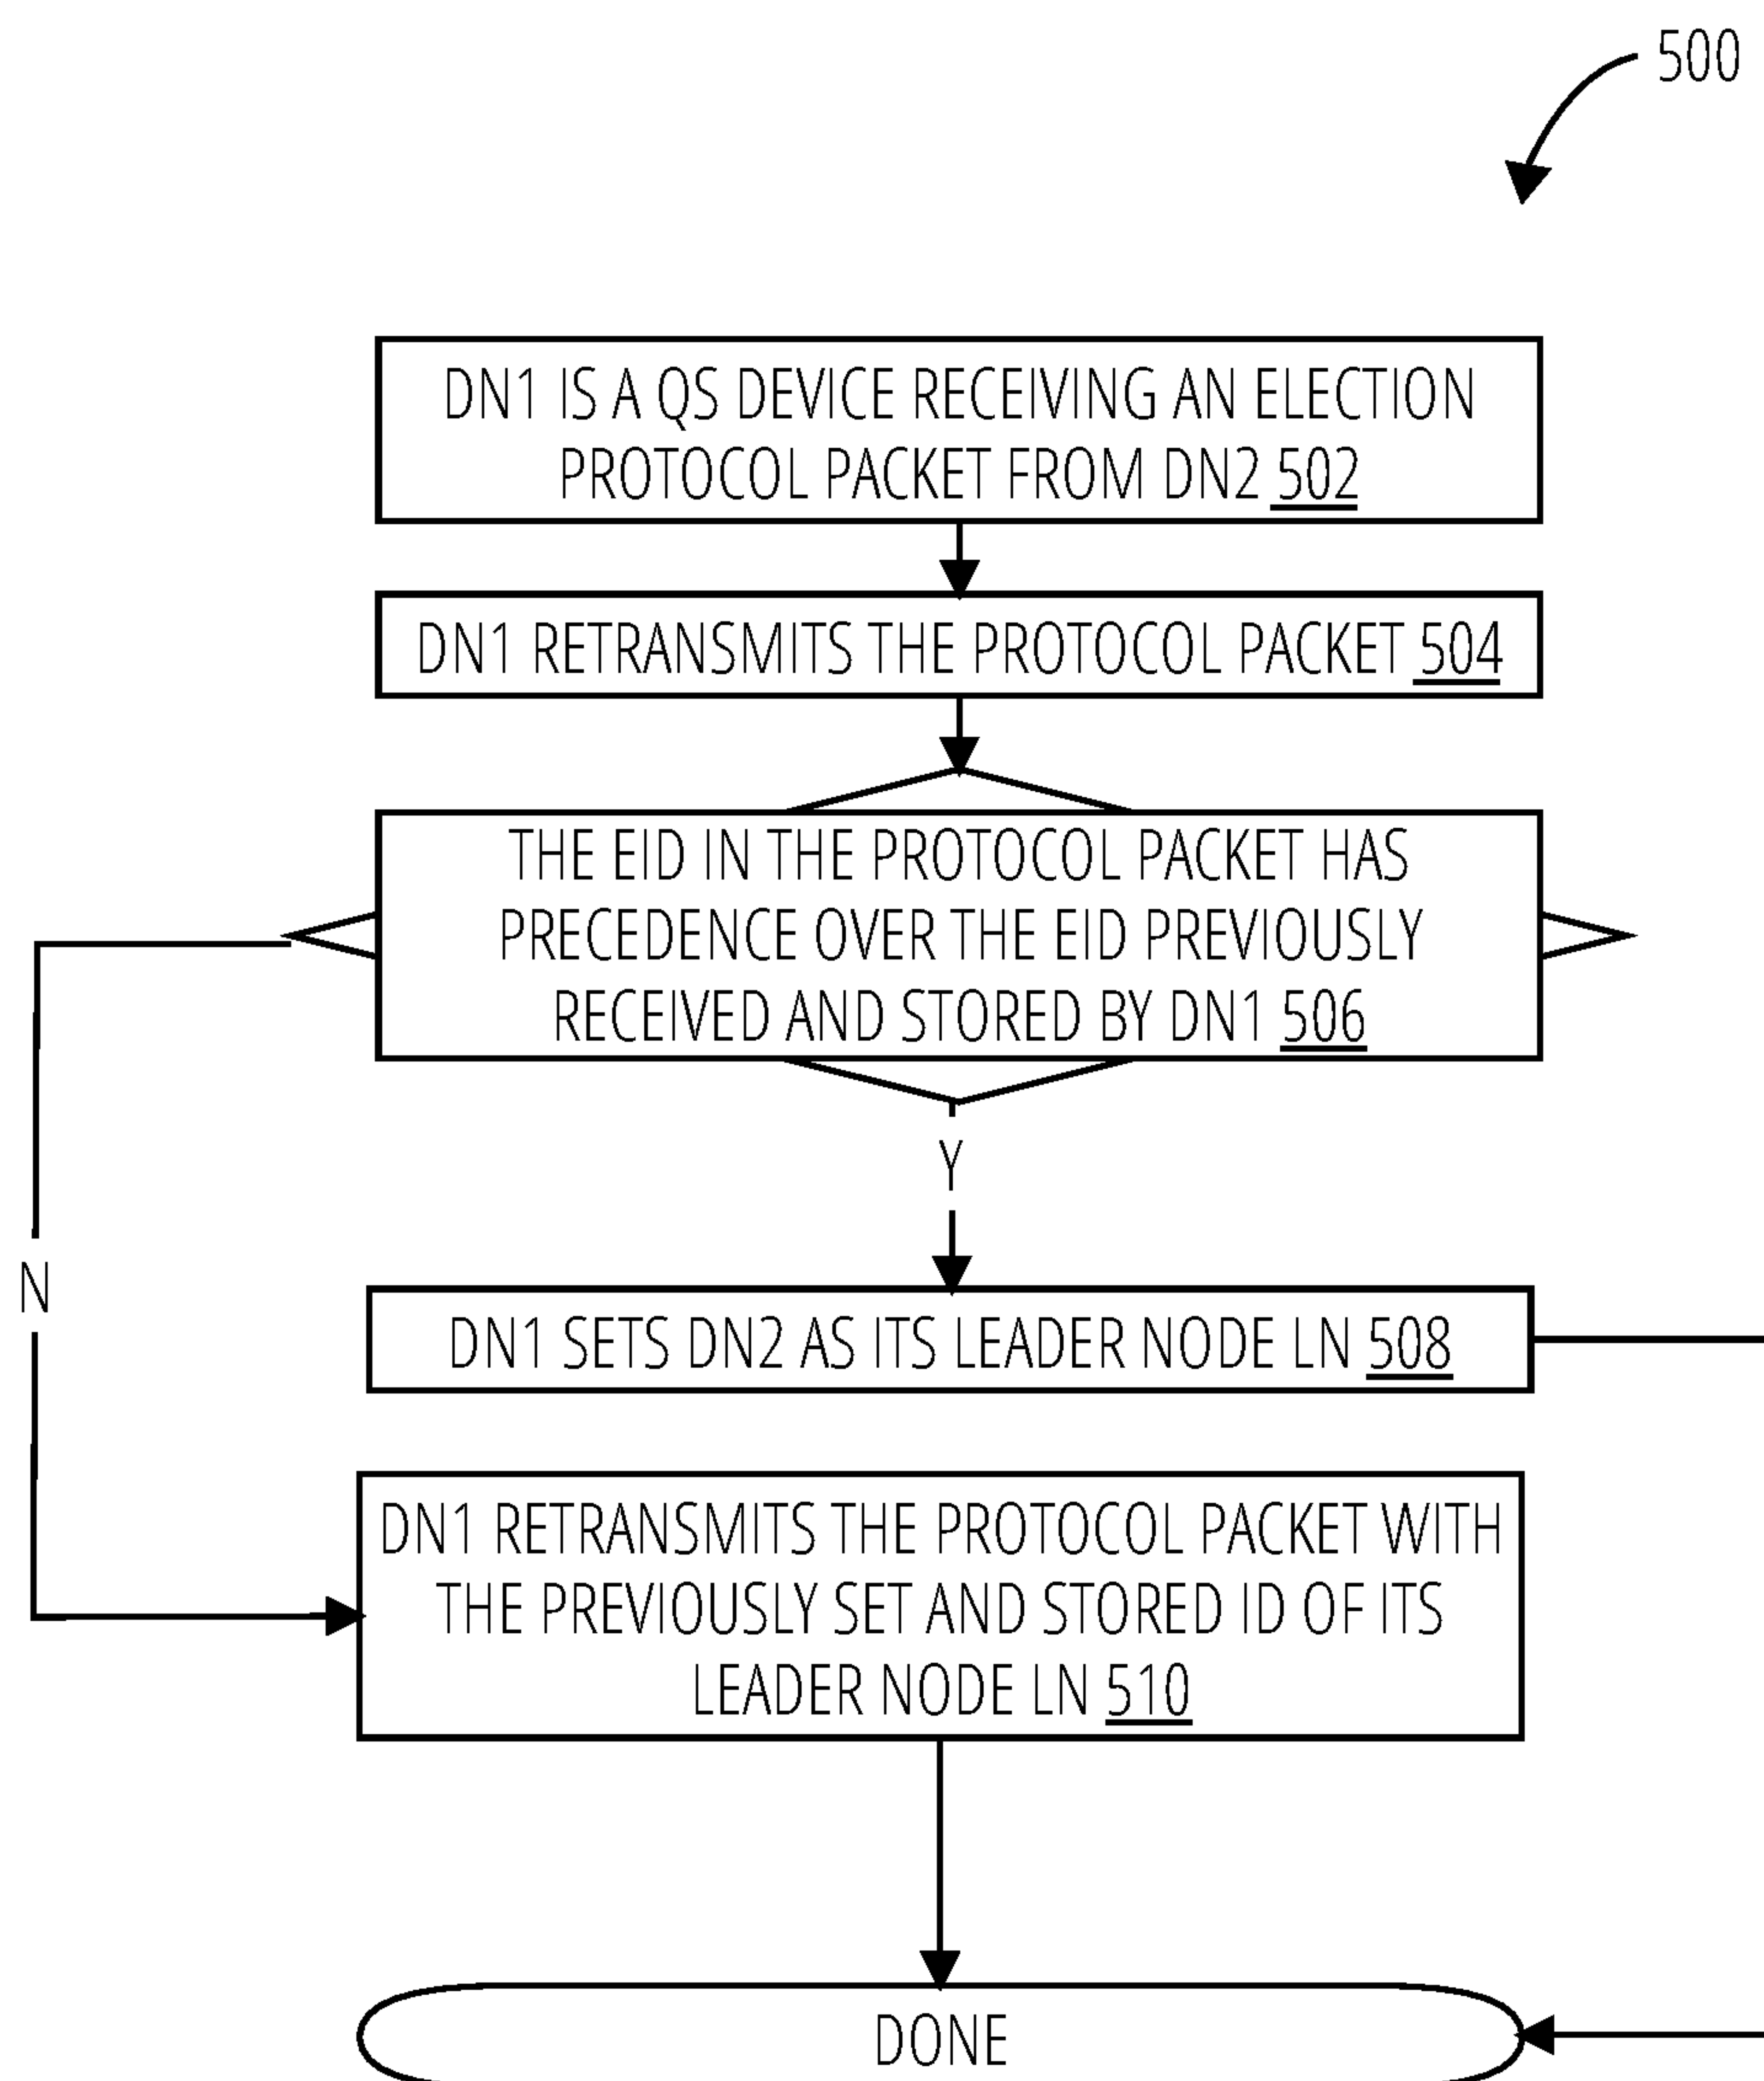 500
DN1 IS A QS DEVICE RECEIVING AN ELECTION
PROTOCOL PACKET FROM DN2 502
DN1 RETRANSMITS THE PROTOCOL PACKET 504
THE EID IN THE PROTOCOL PACKET HAS
PRECEDENCE OVER THE EID PREVIOUSLY
RECEIVED AND STORED BY DN1 506
Y
N
DN1 SETS DN2 AS ITS LEADER NODE LN 508
DN1 RETRANSMITS THE PROTOCOL PACKET WITH
THE PREVIOUSLY SET AND STORED ID OF ITS
LEADER NODE LN 510
DONE